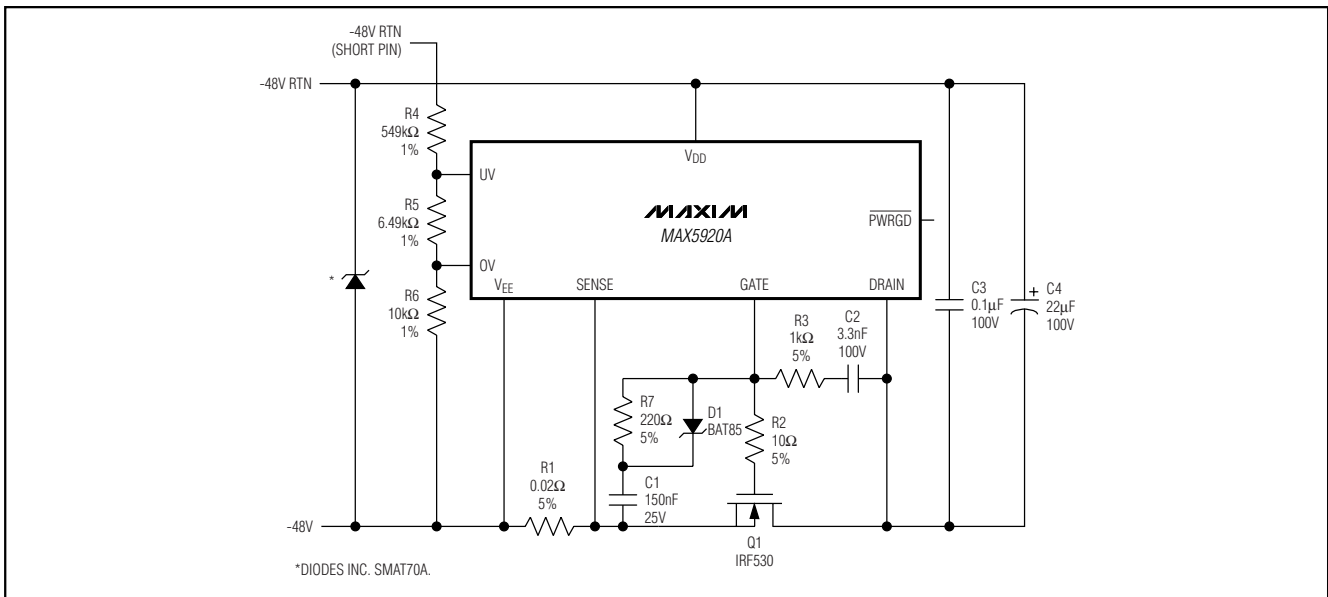 -48V RTN
(SHORT PIN)
-48V RTN
R4
549kΩ
1%
VDD
UV
MAXIM
MAX5920A
PWRGD
R5
6.49kΩ
1%
OV
VEE
SENSE
GATE
DRAIN
*
R6
10kΩ
1%
C3
0.1µF
100V
+
C4
22µF
100V
R3
1kΩ
5%
C2
3.3nF
100V
R7
220Ω
5%
D1
BAT85
R2
10Ω
5%
R1
0.02Ω
5%
C1
150nF
25V
-48V
Q1
IRF530
*DIODES INC. SMAT70A.